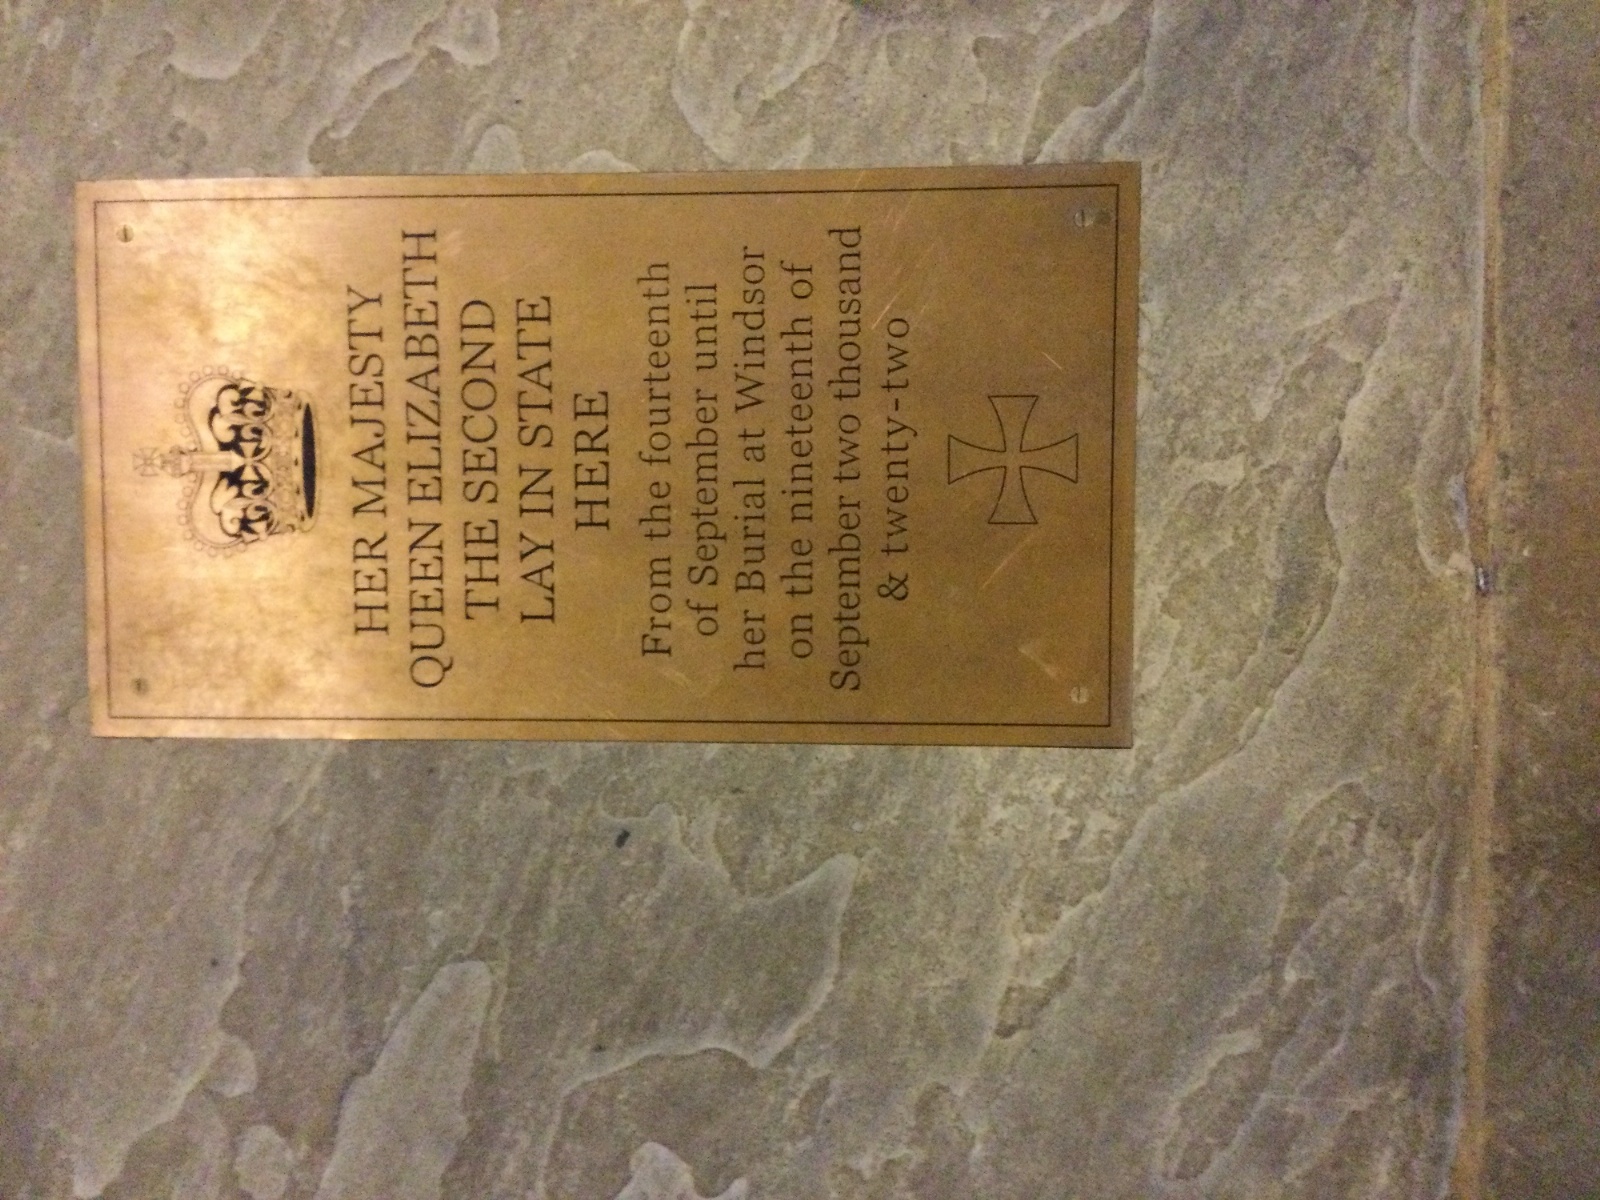 HER MAJESTY
QUEEN ELIZABETH
THE SECOND
LAY IN STATE
HERE
From the fourteenth
of September until
her Burial at Windsor
on the nineteenth of
September two thousand
& twenty-two